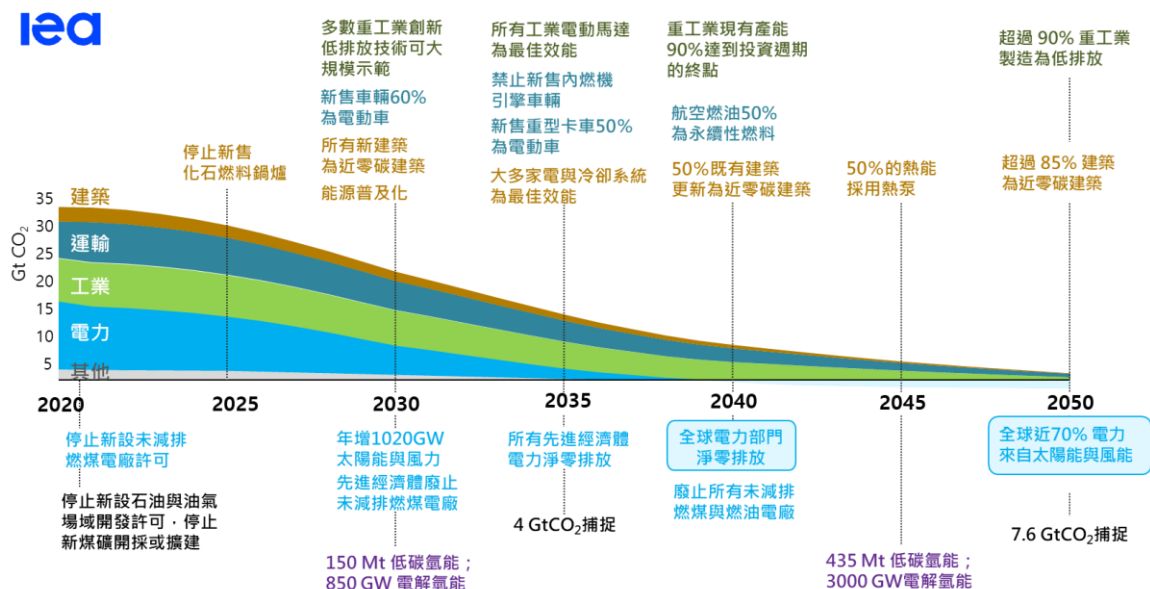 iea
多數重工業創新
低排放技術可大
規模示範
新售車輛60%
為電動車
所有新建築
為近零碳建築
能源普及化
所有工業電動馬達
為最佳效能
禁止新售內燃機
引擎車輛
新售重型卡車50%
為電動車
大多家電與冷卻系統
為最佳效能
重工業現有產能
90%達到投資週期
的終點
航空燃油50%
為永續性燃料
50%既有建築
更新為近零碳建築
50%的熱能
採用熱泵
超過 90% 重工業
製造為低排放
超過 85% 建築
為近零碳建築
停止新售
化石燃料鍋爐
Gt CO₂
35
30
25
20
15
10
5
建築
運輸
工業
電力
其他
2020
2025
2030
2035
2040
2045
2050
停止新設未減排
燃煤電廠許可
停止新設石油與油氣
場域開發許可，停止
新煤礦開採或擴建
年增1020GW
太陽能與風力
先進經濟體廢止
未減排燃煤電廠
150 Mt 低碳氫能；
850 GW 電解氫能
所有先進經濟體
電力淨零排放
4 GtCO₂捕捉
全球電力部門
淨零排放
廢止所有未減排
燃煤與燃油電廠
435 Mt 低碳氫能；
3000 GW電解氫能
全球近70% 電力
來自太陽能與風能
7.6 GtCO₂捕捉